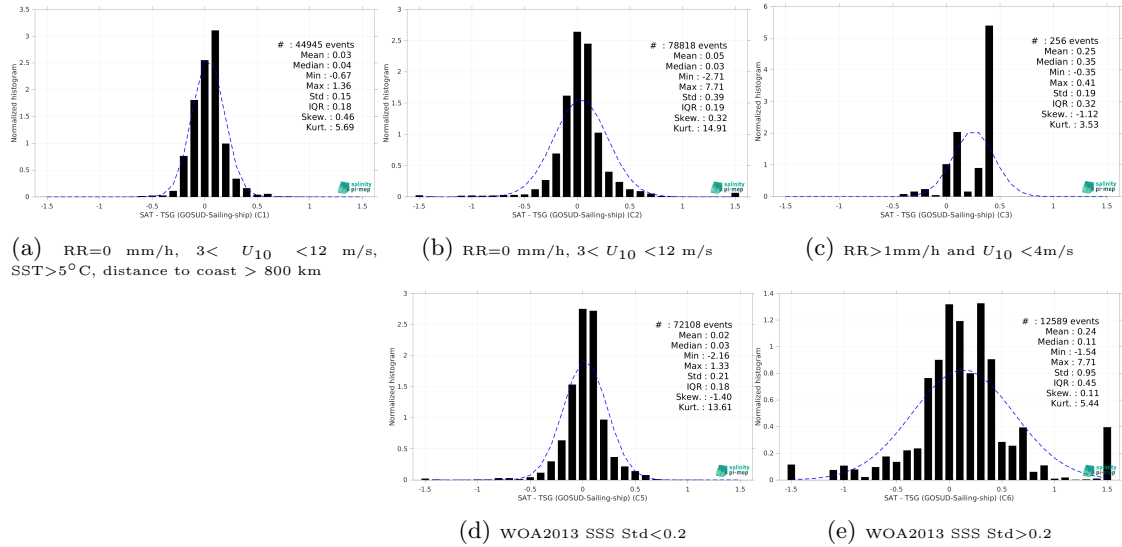 3.5
3
2.5
2
1.5
1
0.5
0
Normalized histogram
# : 44945 events
Mean : 0.03
Median : 0.04
Min : -0.67
Max : 1.36
Std : 0.15
IQR : 0.18
Skew. : 0.46
Kurt. : 5.69
salinity
pi-mep
-1.5 -1 -0.5 0 0.5 1 1.5
SAT - TSG (GOSUD-Sailing-ship) (C1)
(a) RR=0 mm/h, 3< U10 <12 m/s,
SST>5°C, distance to coast > 800 km
3
2.5
2
1.5
1
0.5
0
Normalized histogram
# : 78818 events
Mean : 0.05
Median : 0.03
Min : -2.71
Max : 7.71
Std : 0.39
IQR : 0.19
Skew. : 0.32
Kurt. : 14.91
salinity
pi-mep
-1.5 -1 -0.5 0 0.5 1 1.5
SAT - TSG (GOSUD-Sailing-ship) (C2)
(b) RR=0 mm/h, 3< U10 <12 m/s
6
5
4
3
2
1
0
Normalized histogram
# : 256 events
Mean : 0.25
Median : 0.35
Min : -0.35
Max : 0.41
Std : 0.19
IQR : 0.32
Skew. : -1.12
Kurt. : 3.53
salinity
pi-mep
-1.5 -1 -0.5 0 0.5 1 1.5
SAT - TSG (GOSUD-Sailing-ship) (C3)
(c) RR>1mm/h and U10 <4m/s
3
2.5
2
1.5
1
0.5
0
Normalized histogram
# : 72108 events
Mean : 0.02
Median : 0.03
Min : -2.16
Max : 1.33
Std : 0.21
IQR : 0.18
Skew. : -1.40
Kurt. : 13.61
salinity
pi-mep
-1.5 -1 -0.5 0 0.5 1 1.5
SAT - TSG (GOSUD-Sailing-ship) (C5)
(d) WOA2013 SSS Std<0.2
1.4
1.2
1
0.8
0.6
0.4
0.2
0
Normalized histogram
# : 12589 events
Mean : 0.24
Median : 0.11
Min : -1.54
Max : 7.71
Std : 0.95
IQR : 0.45
Skew. : 0.11
Kurt. : 5.44
salinity
pi-mep
-1.5 -1 -0.5 0 0.5 1 1.5
SAT - TSG (GOSUD-Sailing-ship) (C6)
(e) WOA2013 SSS Std>0.2